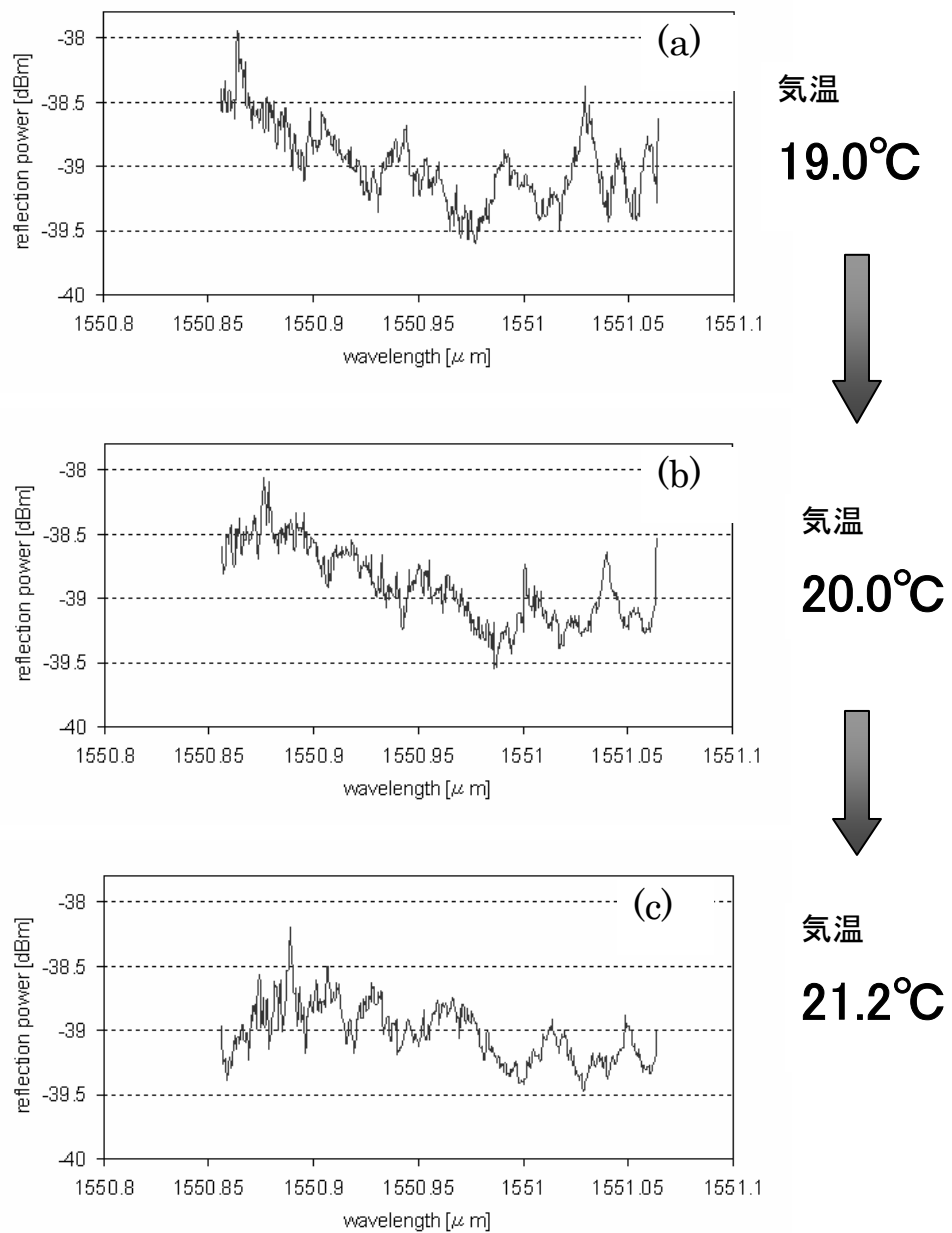 (a)
reflection power [dBm]
-38
-38.5
-39
-39.5
-40
1550.8 1550.85 1550.9 1550.95 1551 1551.05 1551.1
wavelength [μ m]
気温
19.0℃
(b)
reflection power [dBm]
-38
-38.5
-39
-39.5
-40
1550.8 1550.85 1550.9 1550.95 1551 1551.05 1551.1
wavelength [μ m]
気温
20.0℃
(c)
reflection power [dBm]
-38
-38.5
-39
-39.5
-40
1550.8 1550.85 1550.9 1550.95 1551 1551.05 1551.1
wavelength [μ m]
気温
21.2℃